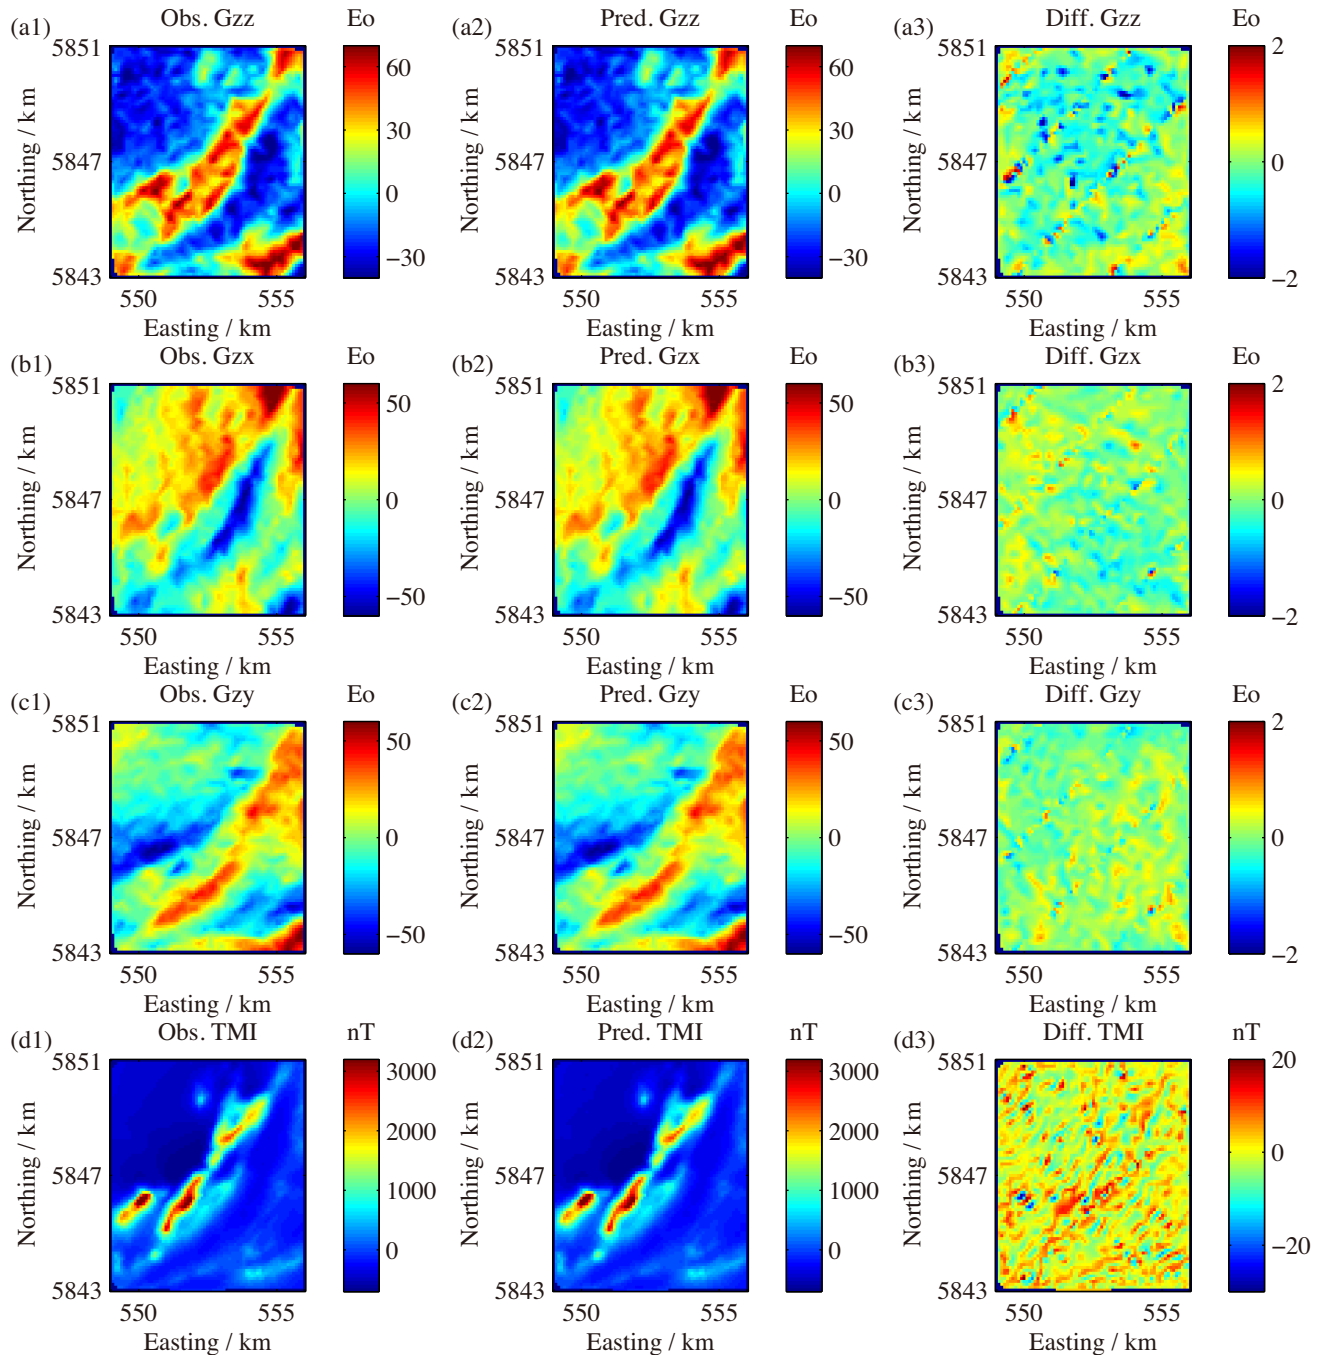 (a1) Obs. Gzz Eo (a2) Pred. Gzz Eo (a3) Diff. Gzz Eo
5851 5851 5851 2
60 60
30 30
5847 5847 5847 0
0 0
−30 −30
5843 5843 5843 −2
550 555 550 555 550 555
Northing / km Northing / km Northing / km
Easting / km Easting / km Easting / km
(b1) Obs. Gzx Eo (b2) Pred. Gzx Eo (b3) Diff. Gzx Eo
5851 5851 5851 2
50 50
5847 0 5847 0 5847 0
−50 −50
5843 5843 5843 −2
550 555 550 555 550 555
Northing / km Northing / km Northing / km
Easting / km Easting / km Easting / km
(c1) Obs. Gzy Eo (c2) Pred. Gzy Eo (c3) Diff. Gzy Eo
5851 5851 5851 2
50 50
5847 0 5847 0 5847 0
−50 −50
5843 5843 5843 −2
550 555 550 555 550 555
Northing / km Northing / km Northing / km
Easting / km Easting / km Easting / km
(d1) Obs. TMI nT (d2) Pred. TMI nT (d3) Diff. TMI nT
5851 5851 5851 20
3000 3000
2000 2000 0
5847 5847 5847
1000 1000
0 0 −20
5843 5843 5843
550 555 550 555 550 555
Northing / km Northing / km Northing / km
Easting / km Easting / km Easting / km